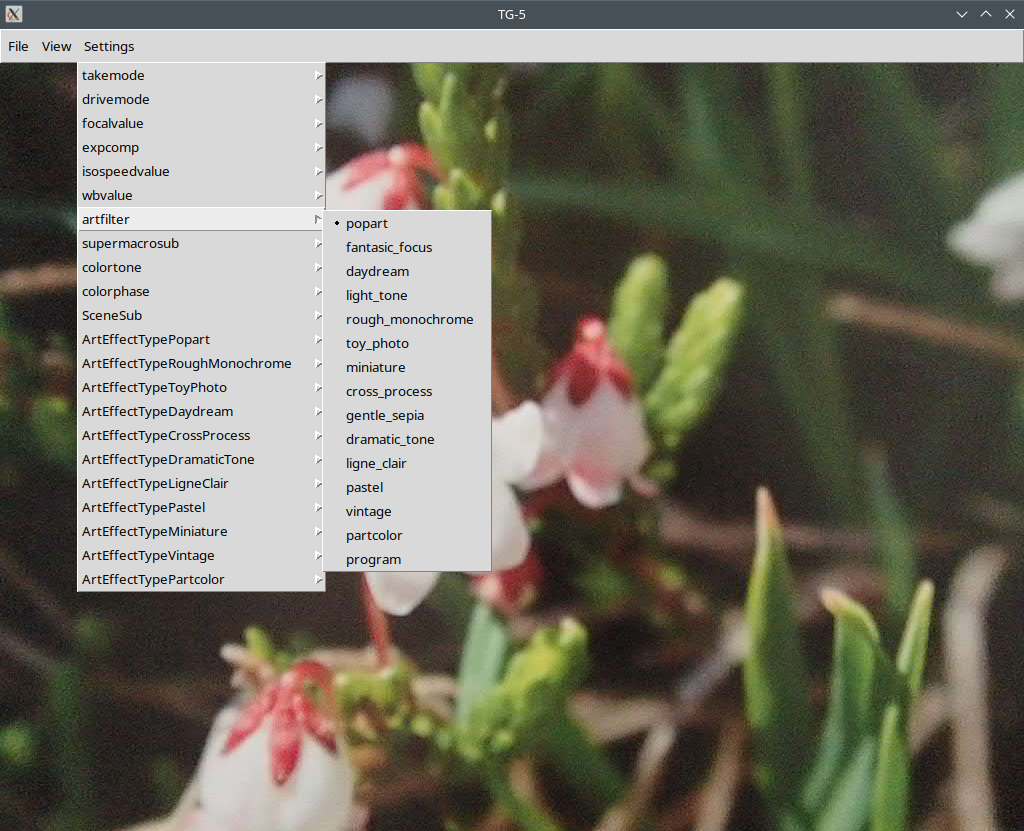 TG-5
File View Settings
takemode
drivemode
focalvalue
expcomp
isospeedvalue
wbvalue
artfilter
supermacrosub
colortone
colorphase
SceneSub
ArtEffectTypePopart
ArtEffectTypeRoughMonochrome
ArtEffectTypeToyPhoto
ArtEffectTypeDaydream
ArtEffectTypeCrossProcess
ArtEffectTypeDramaticTone
ArtEffectTypeLigneClair
ArtEffectTypePastel
ArtEffectTypeMiniature
ArtEffectTypeVintage
ArtEffectTypePartcolor
popart
fantasic_focus
daydream
light_tone
rough_monochrome
toy_photo
miniature
cross_process
gentle_sepia
dramatic_tone
ligne_clair
pastel
vintage
partcolor
program